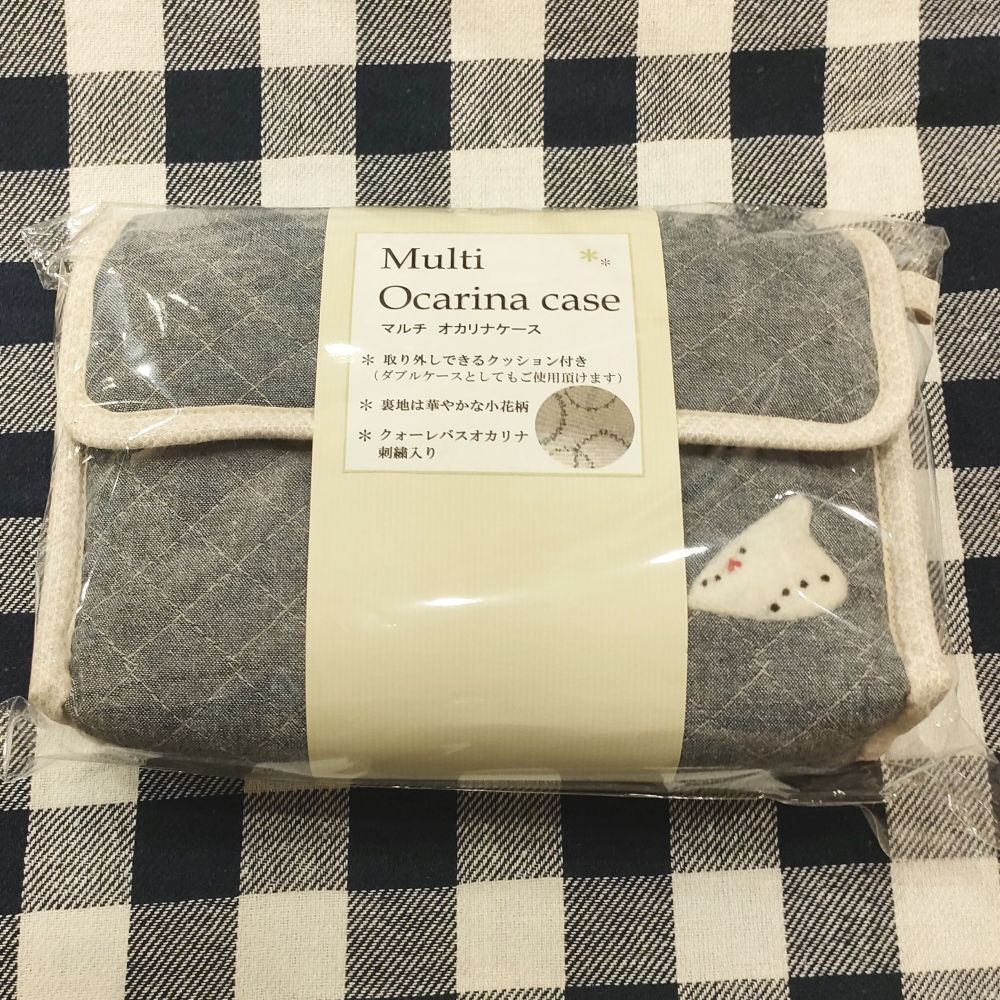 Multi
Ocarina case
マルチ オカリナケース
＊ 取り外しできるクッション付き
（ダブルケースとしてもご使用頂けます）
＊ 裏地は華やかな小花柄
＊ クォーレバスオカリナ
刺繍入り